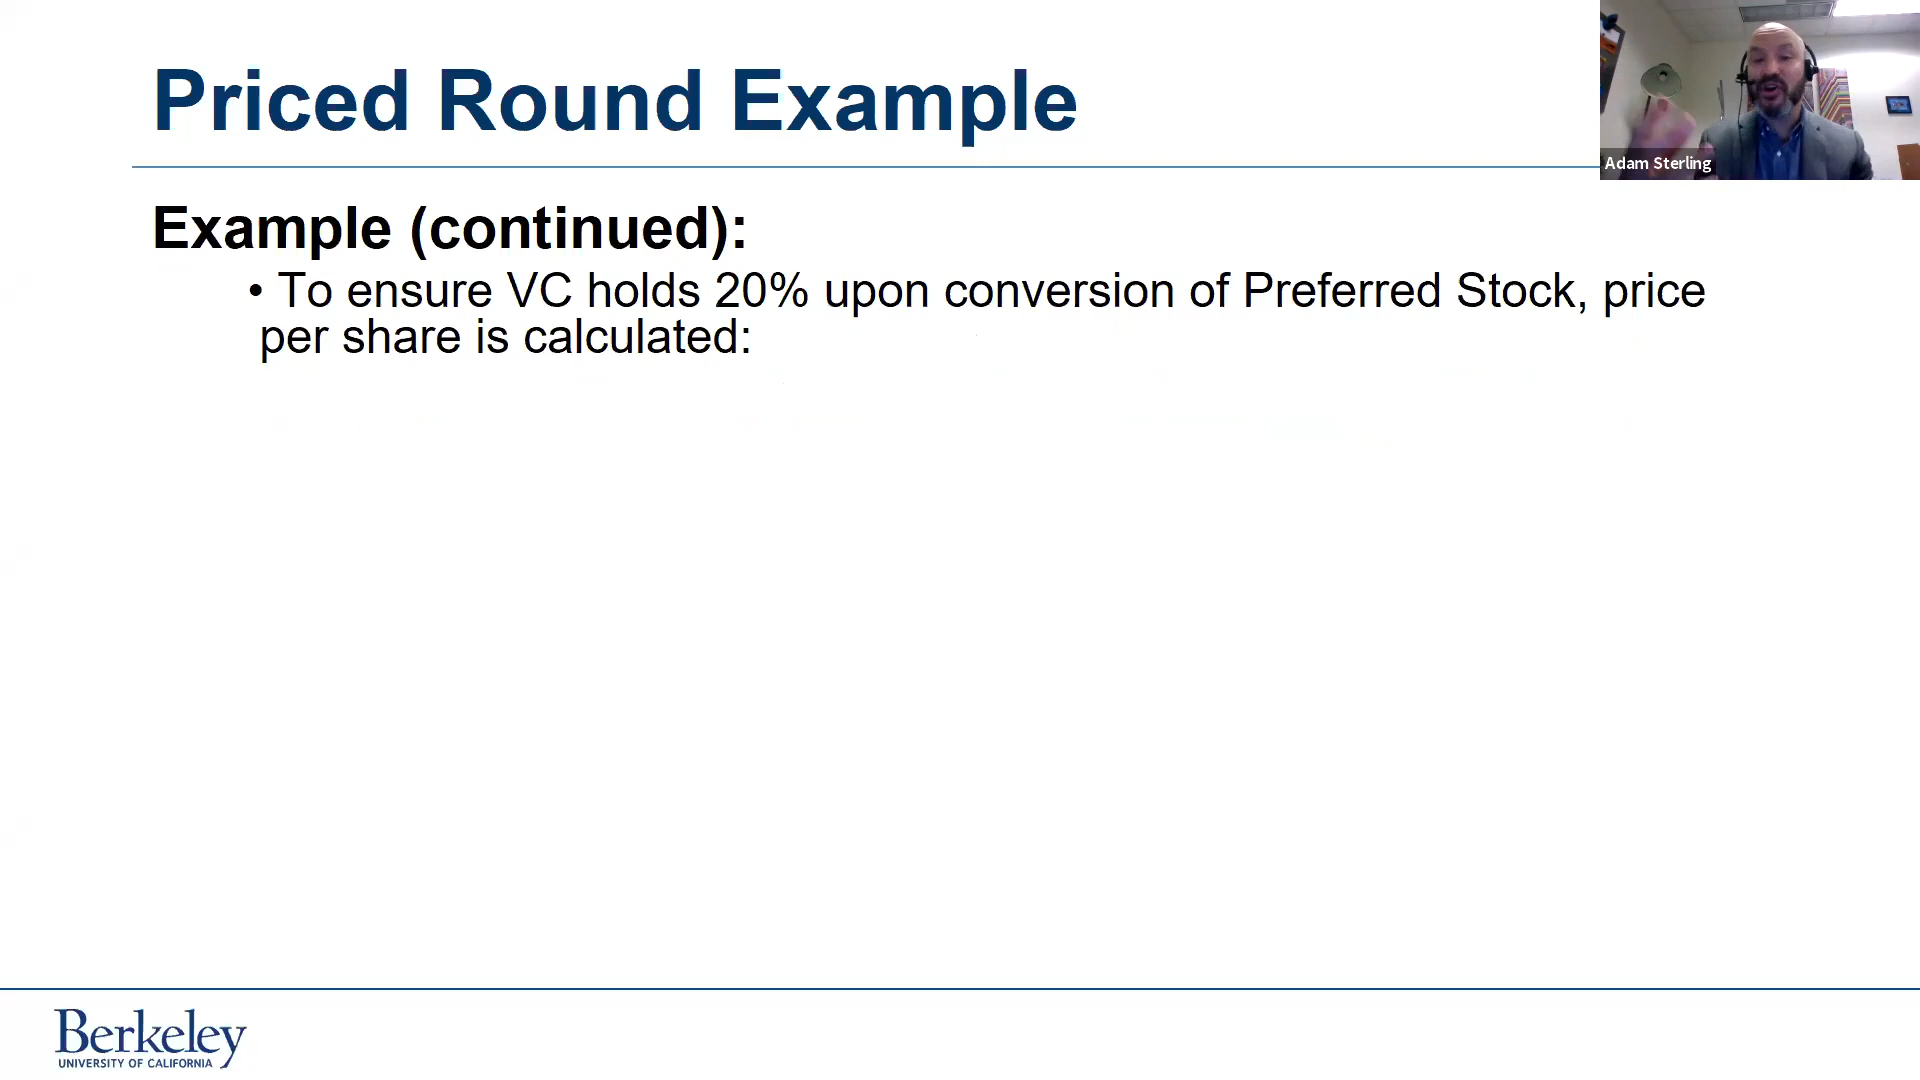 Priced Round Example
Adam Sterling
Example (continued):
• To ensure VC holds 20% upon conversion of Preferred Stock, price
per share is calculated:
Berkeley
UNIVERSITY OF CALIFORNIA